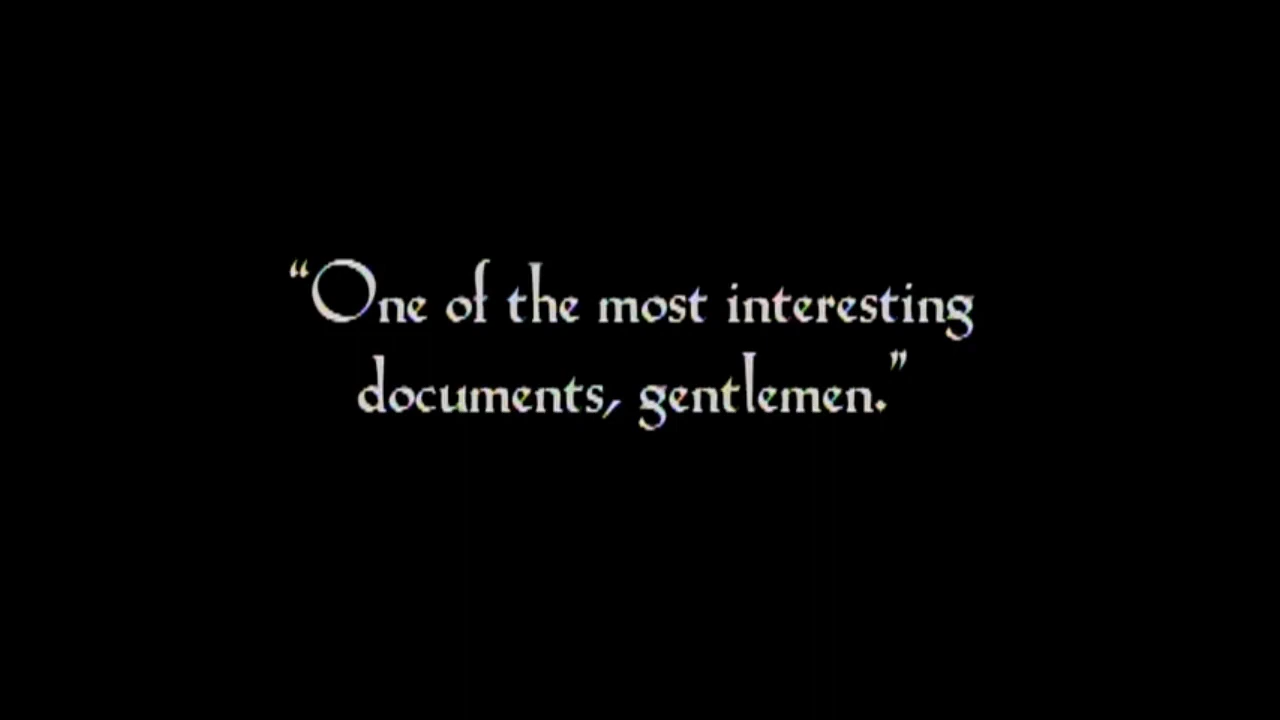 “One of the most interesting
documents, gentlemen.”